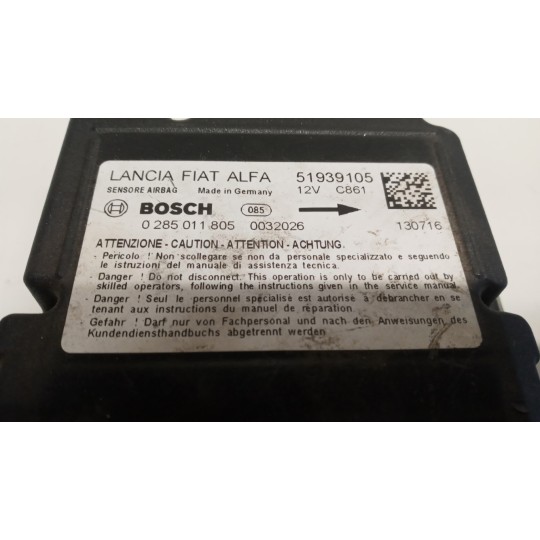 LANCIA FIAT ALFA 51939105
SENSORE AIRBAG Made in Germany 12V C861
BOSCH 085
0 285 011 805 0032026 130716
ATTENZIONE - CAUTION - ATTENTION - ACHTUNG.
- Pericolo ! Non scollegare se non da personale specializzato e seguendo
le istruzioni del manuale di assistenza tecnica.
- Danger ! Do not disconnect. This operation is only to be carried out by
skilled operators, following the instructions given in the service manual.
- Danger ! Seul le personnel spécialisé est autorisé à débrancher en se
tenant aux instructions du manuel de réparation
- Gefahr ! Darf nur von Fachpersonal und nach den Anweisungen des
Kundendiensthandbuchs abgetrennt werden